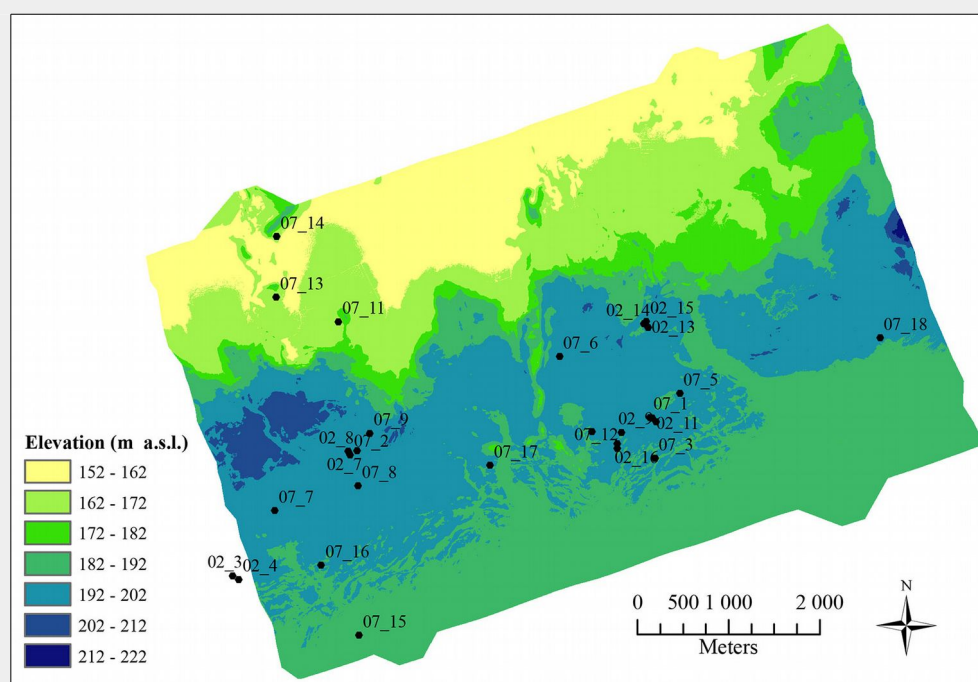 07_14
07_13
07_11
02_14 02_15
02_13
07_18
07_6
07_5
07_1
02_9
02_11
07_9
02_8 07_2
02_7
07_12
07_3
02_16
07_17
07_8
07_7
07_16
02_3
02_4
07_15
Elevation (m a.s.l.)
152 - 162
162 - 172
172 - 182
182 - 192
192 - 202
202 - 212
212 - 222
0 500 1 000 2 000
Meters
N